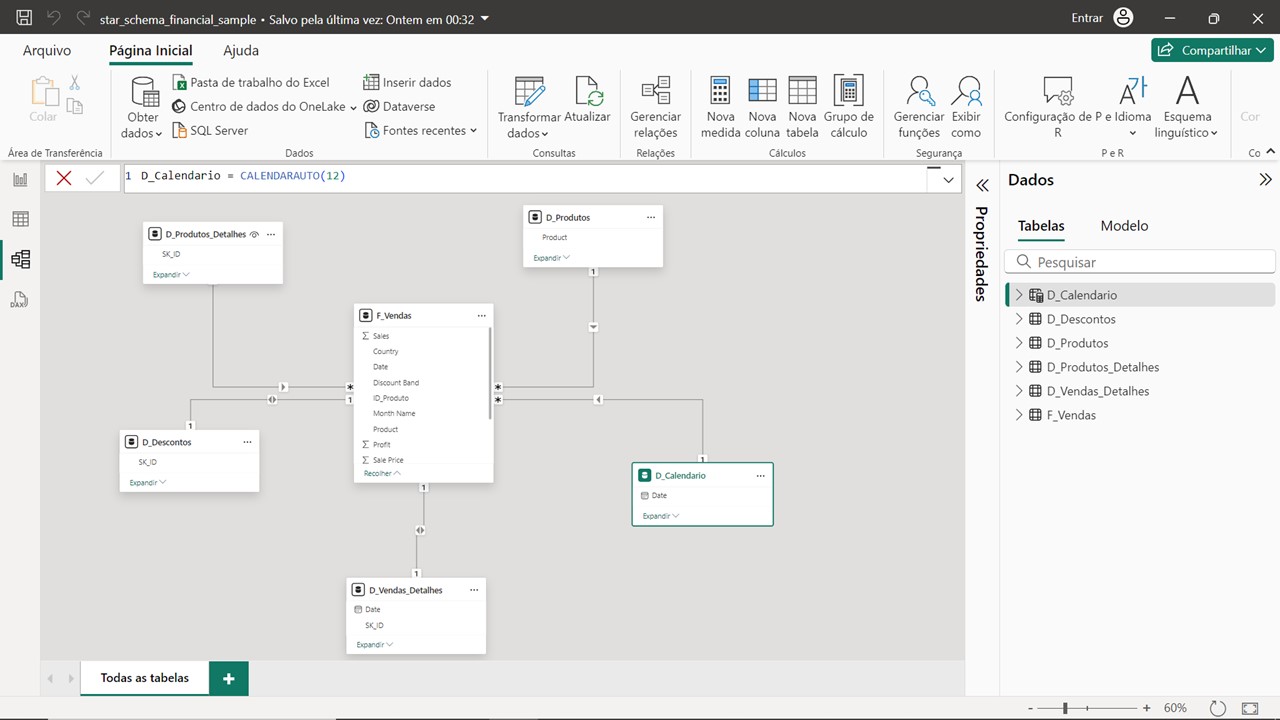 star_schema_financial_sample • Salvo pela última vez: Ontem em 00:32
Entrar
Arquivo
Página Inicial
Ajuda
Compartilhar
Colar
Área de Transferência
Obter dados
Pasta de trabalho do Excel
Centro de dados do OneLake
SQL Server
Inserir dados
Dataverse
Fontes recentes
Dados
Transformar dados
Atualizar
Consultas
Gerenciar relações
Relações
Nova medida
Nova coluna
Nova tabela
Grupo de cálculo
Cálculos
Gerenciar funções
Exibir como
Segurança
Configuração de P e R
Idioma
Esquema linguístico
P e R
Cor
Co
1 D_Calendario = CALENDARAUTO(12)
D_Produtos_Detalhes
SK_ID
Expandir
D_Produtos
Product
Expandir
1
F_Vendas
Σ Sales
Country
Date
Discount Band
ID_Produto
Month Name
Product
Σ Profit
Σ Sale Price
Recolher
*
1
*
*
1
1
D_Descontos
SK_ID
Expandir
1
D_Calendario
Date
Expandir
1
D_Vendas_Detalhes
Date
SK_ID
Expandir
Propriedades
Dados
Tabelas
Modelo
Pesquisar
D_Calendario
D_Descontos
D_Produtos
D_Produtos_Detalhes
D_Vendas_Detalhes
F_Vendas
DAX
Todas as tabelas
+
- + 60%